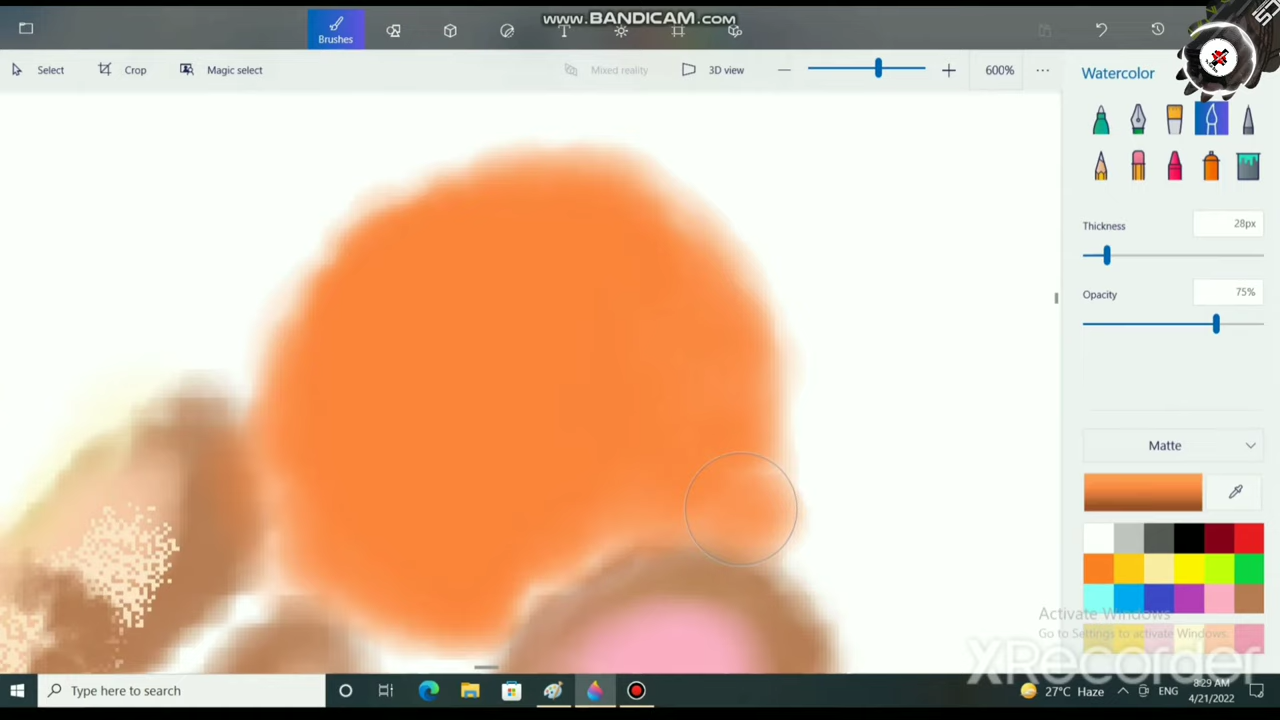 www.BANDICAM.com
Brushes
T
Select
Crop
Magic select
Mixed reality
3D view
600%
Watercolor
Thickness
28px
Opacity
75%
Matte
Activate Windows
Go to Settings to activate Windows.
XRecorder
Type here to search
27°C Haze
ENG
8:29 AM
4/21/2022